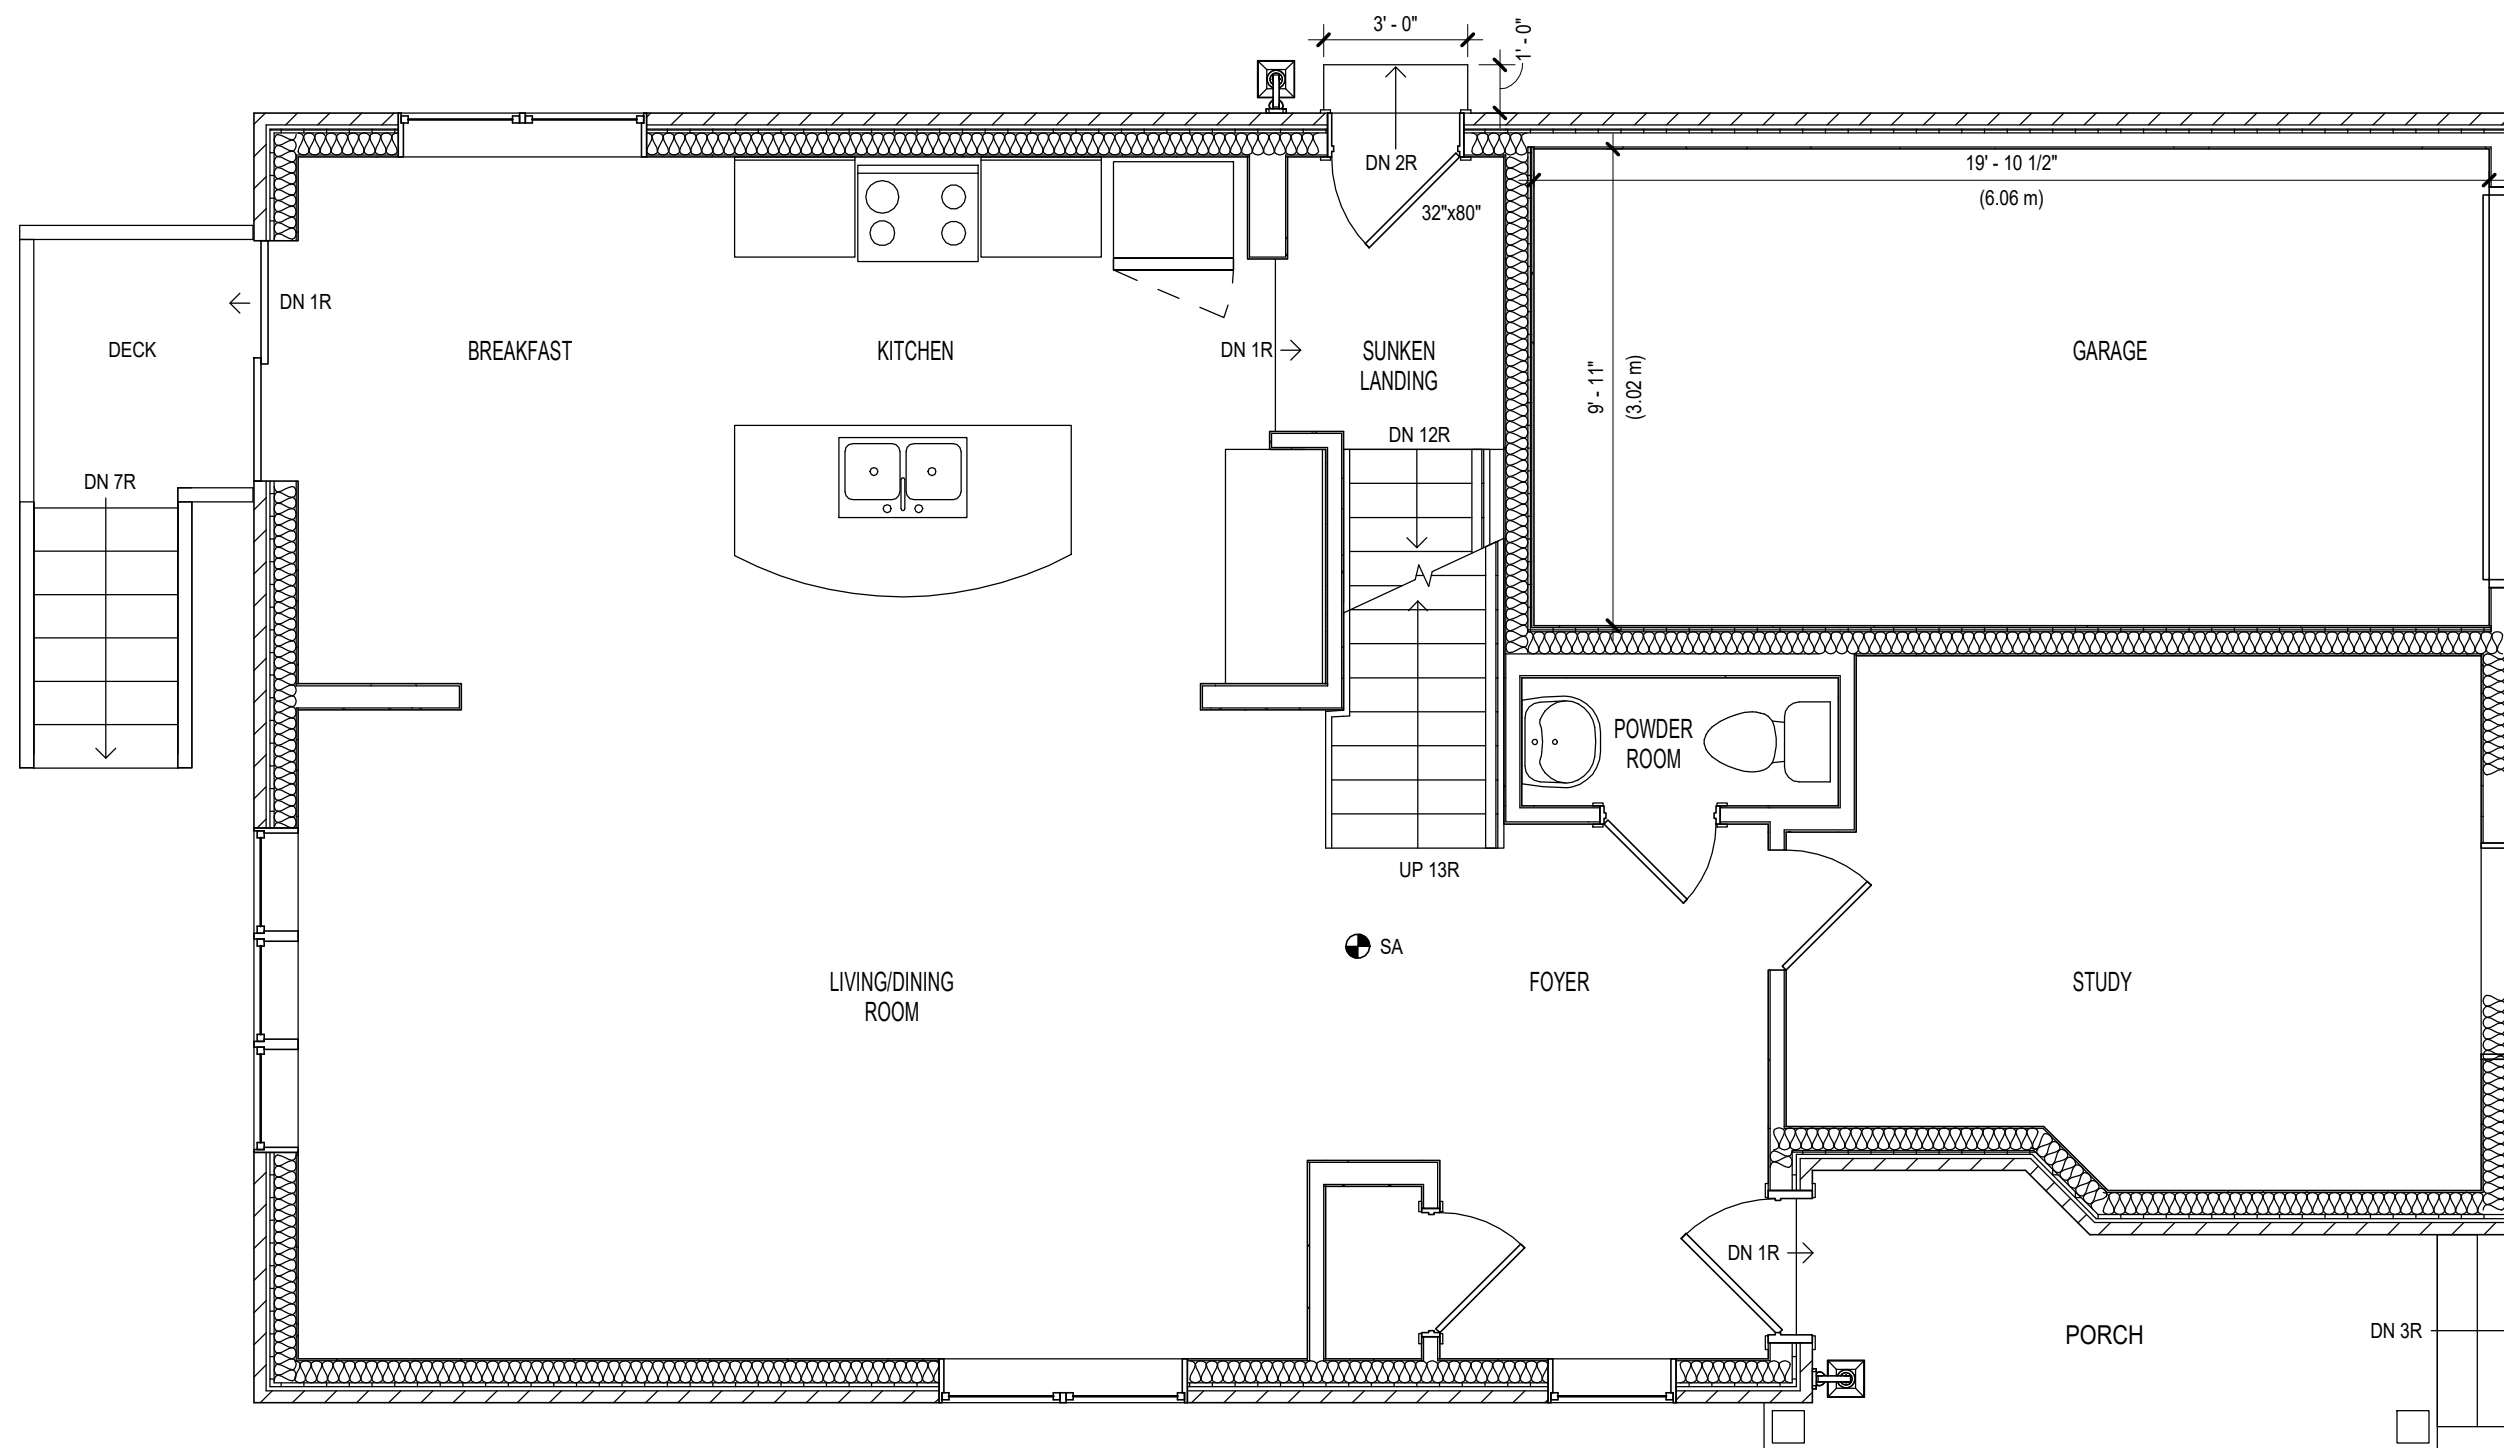 3' - 0"
1' - 0"
DN 2R
19' - 10 1/2"
(6.06 m)
32"x80"
DN 1R
DECK
BREAKFAST
KITCHEN
DN 1R
SUNKEN
LANDING
GARAGE
9' - 11"
(3.02 m)
DN 12R
DN 7R
POWDER
ROOM
UP 13R
SA
LIVING/DINING
ROOM
FOYER
STUDY
DN 1R
PORCH
DN 3R